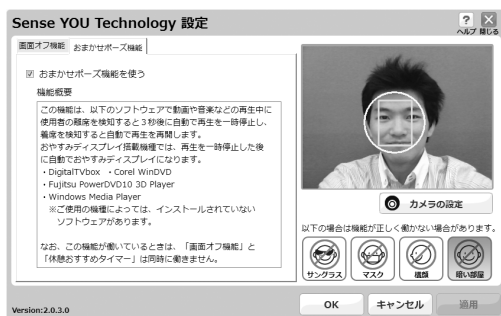 Sense YOU Technology 設定
ヘルプ 閉じる
画面オフ機能 おまかせポーズ機能
おまかせポーズ機能を使う
機能概要
この機能は、以下のソフトウェアで動画や音楽などの再生中に
使用者の離席を検知すると3秒後に自動で再生を一時停止し、
着席を検知すると自動で再生を再開します。
おやすみディスプレイ搭載機種では、再生を一時停止した後
に自動でおやすみディスプレイになります。
・DigitalTVbox ・Corel WinDVD
・Fujitsu PowerDVD10 3D Player
・Windows Media Player
※ご使用の機種によっては、インストールされていない
ソフトウェアがあります。
なお、この機能が働いているときは、「画面オフ機能」と
「休憩おすすめタイマー」は同時に働きません。
カメラの設定
以下の場合は機能が正しく働かない場合があります。
サングラス マスク 横顔 暗い部屋
Version:2.0.3.0
OK キャンセル 適用